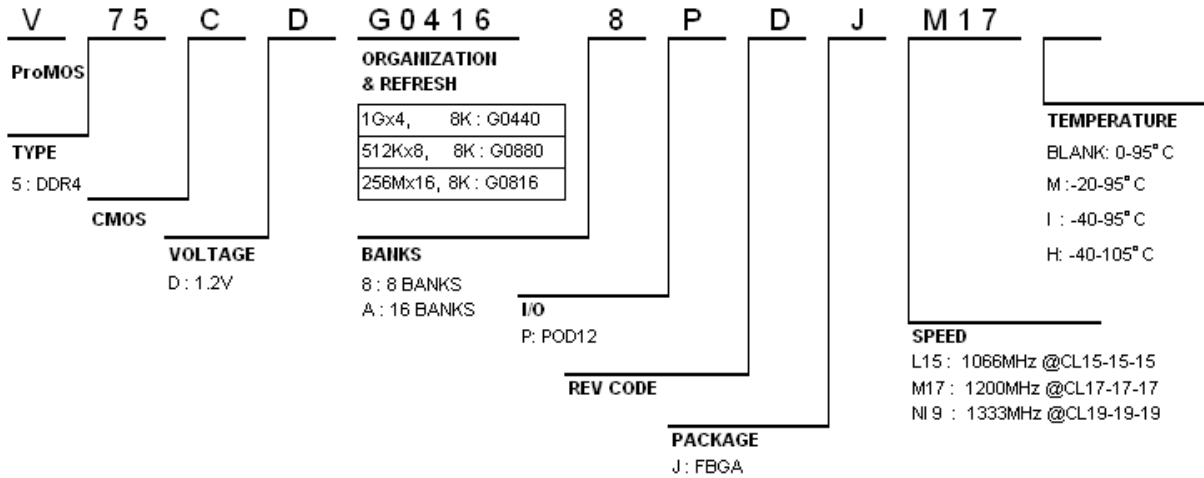 V 75 C D G0416 8 P D J M17
ProMOS
ORGANIZATION
& REFRESH
1Gx4, 8K : G0440
512Kx8, 8K : G0880
256Mx16, 8K : G0816
TYPE
5 : DDR4
CMOS
VOLTAGE
D : 1.2V
BANKS
8 : 8 BANKS
A : 16 BANKS
I/O
P: POD12
REV CODE
PACKAGE
J : FBGA
TEMPERATURE
BLANK: 0-95° C
M :-20-95° C
I : -40-95° C
H: -40-105° C
SPEED
L15 : 1066MHz @CL15-15-15
M17 : 1200MHz @CL17-17-17
NI 9 : 1333MHz @CL19-19-19